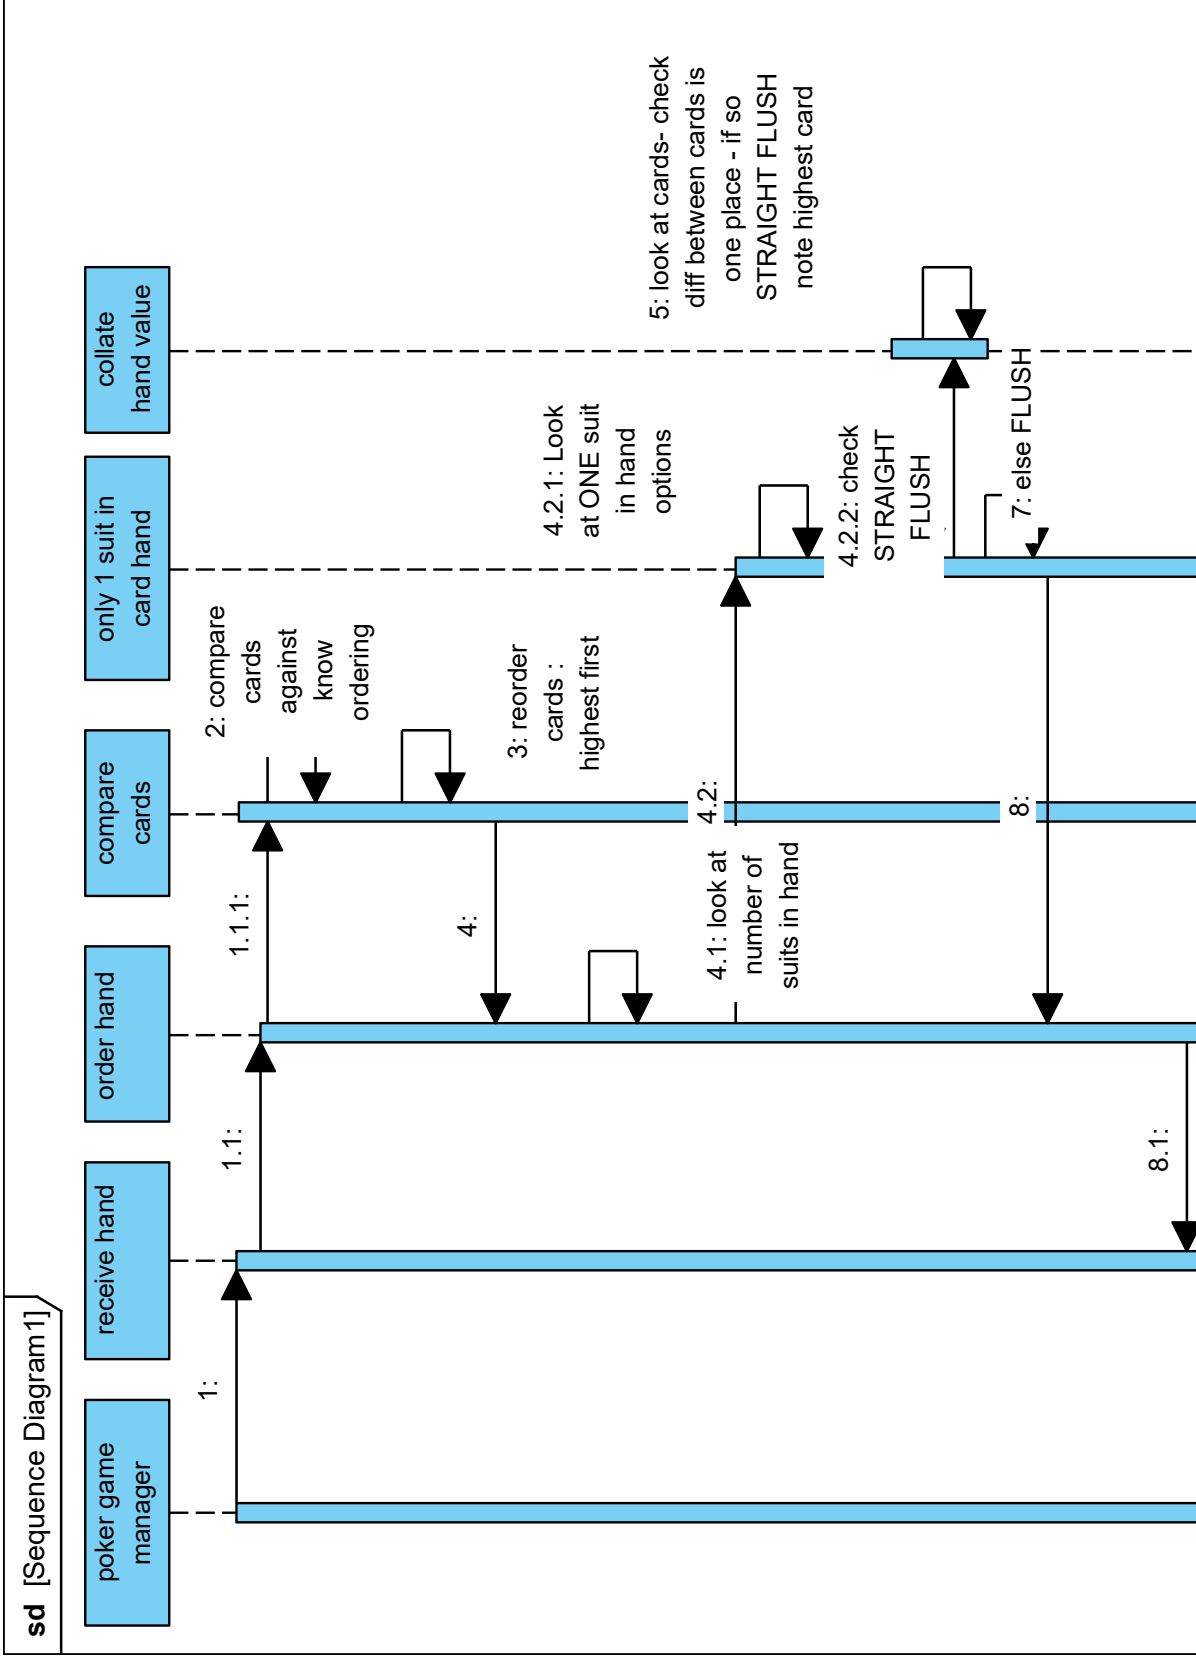 sd [Sequence Diagram1]
poker game
manager
receive hand
order hand
compare
cards
only 1 suit in
card hand
collate
hand value
1:
1.1:
1.1.1:
2: compare
cards
against
know
ordering
3: reorder
cards :
highest first
4:
4.1: look at
number of
suits in hand
4.2:
4.2.1: Look
at ONE suit
in hand
options
4.2.2: check
STRAIGHT
FLUSH
5: look at cards- check
diff between cards is
one place - if so
STRAIGHT FLUSH
note highest card
7: else FLUSH
8:
8.1: